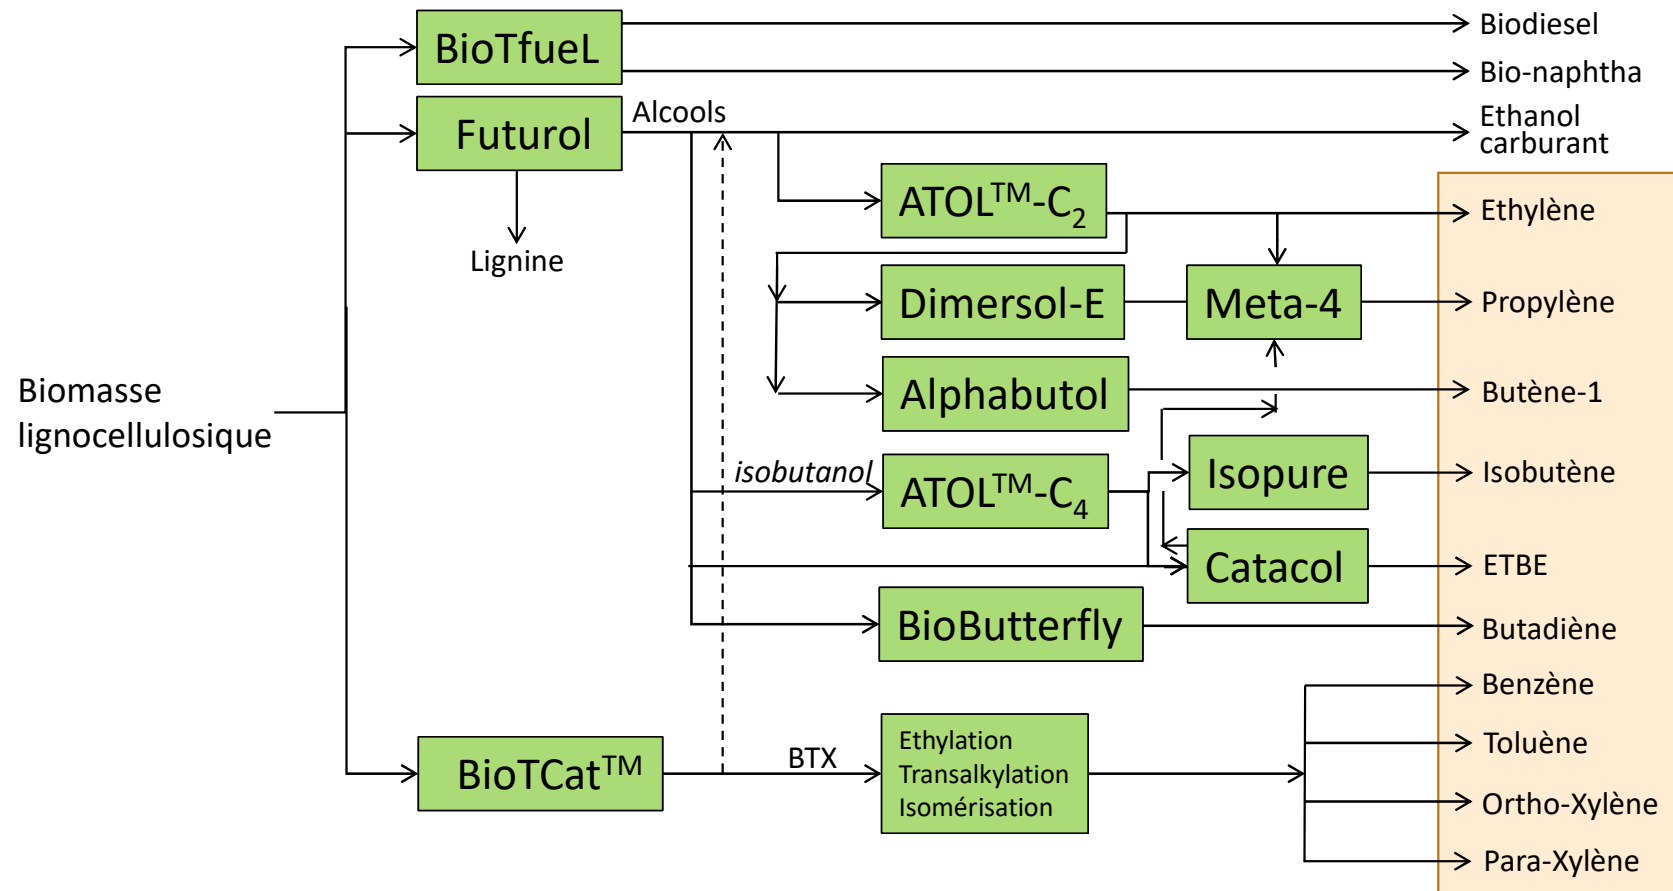 BioTfueL
Biodiesel
Bio-naphtha
Futurol
Alcools
Ethanol
carburant
Lignine
ATOL™-C₂
Ethylène
Dimersol-E
Meta-4
Propylène
Biomasse
lignocellulosique
Alphabutol
Butène-1
isobutanol
ATOL™-C₄
Isopure
Isobutène
Catacol
ETBE
BioButterfly
Butadiène
BioTCat™
BTX
Ethylation
Transalkylation
Isomérisation
Benzène
Toluène
Ortho-Xylène
Para-Xylène